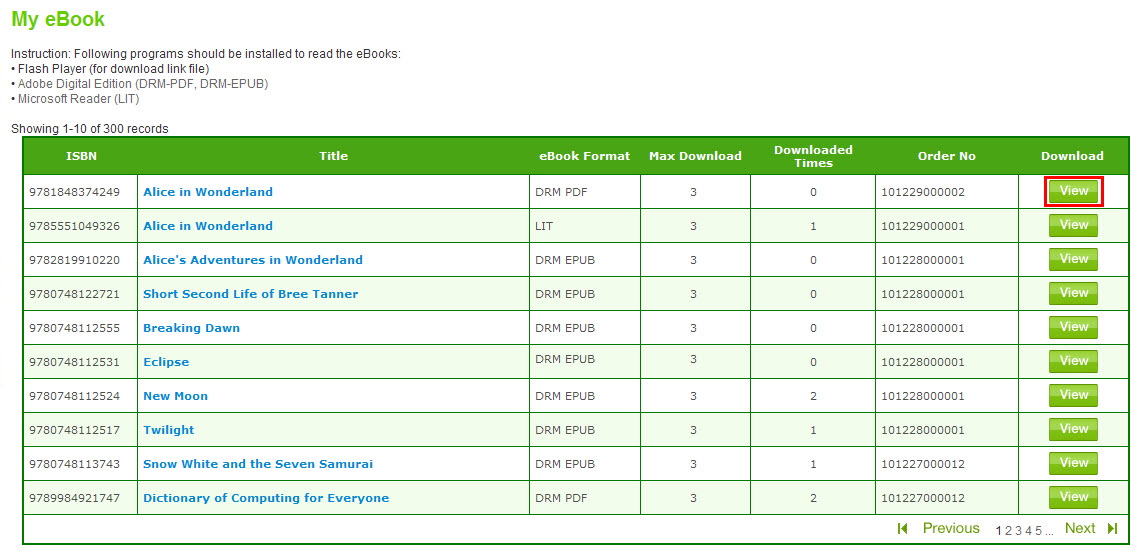 My eBook
Instruction: Following programs should be installed to read the eBooks:
• Flash Player (for download link file)
• Adobe Digital Edition (DRM-PDF, DRM-EPUB)
• Microsoft Reader (LIT)
Showing 1-10 of 300 records
ISBN Title eBook Format Max Download Downloaded Times Order No Download
9781848374249 Alice in Wonderland DRM PDF 3 0 101229000002 View
9785551049326 Alice in Wonderland LIT 3 1 101229000001 View
9782819910220 Alice's Adventures in Wonderland DRM EPUB 3 0 101228000001 View
9780748122721 Short Second Life of Bree Tanner DRM EPUB 3 0 101228000001 View
9780748112555 Breaking Dawn DRM EPUB 3 0 101228000001 View
9780748112531 Eclipse DRM EPUB 3 0 101228000001 View
9780748112524 New Moon DRM EPUB 3 2 101228000001 View
9780748112517 Twilight DRM EPUB 3 1 101228000001 View
9780748113743 Snow White and the Seven Samurai DRM EPUB 3 1 101227000012 View
9789984921747 Dictionary of Computing for Everyone DRM PDF 3 2 101227000012 View
Previous 1 2 3 4 5 ... Next